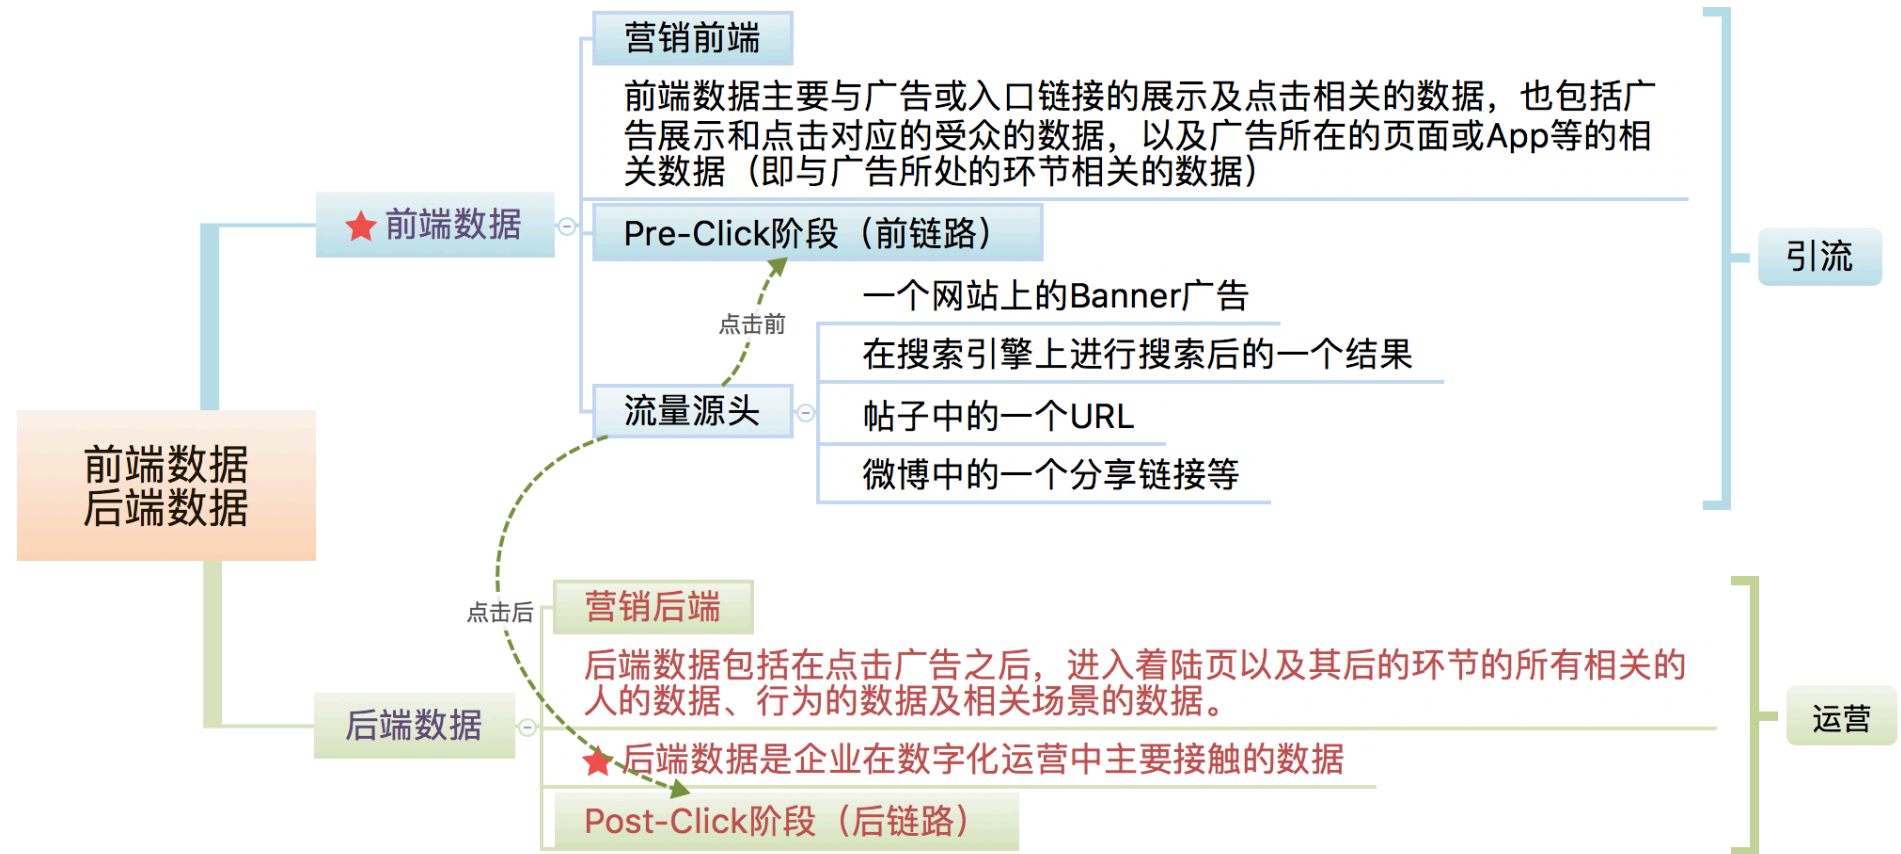 营销前端
前端数据主要与广告或入口链接的展示及点击相关的数据，也包括广
告展示和点击对应的受众的数据，以及广告所在的页面或App等的相
关数据（即与广告所处的环节相关的数据）
前端数据
Pre-Click阶段（前链路）
引流
点击前
一个网站上的Banner广告
在搜索引擎上进行搜索后的一个结果
流量源头
帖子中的一个URL
微博中的一个分享链接等
前端数据
后端数据
点击后
营销后端
后端数据包括在点击广告之后，进入着陆页以及其后的环节的所有相关的
人的数据、行为的数据及相关场景的数据。
后端数据
运营
后端数据是企业在数字化运营中主要接触的数据
Post-Click阶段（后链路）